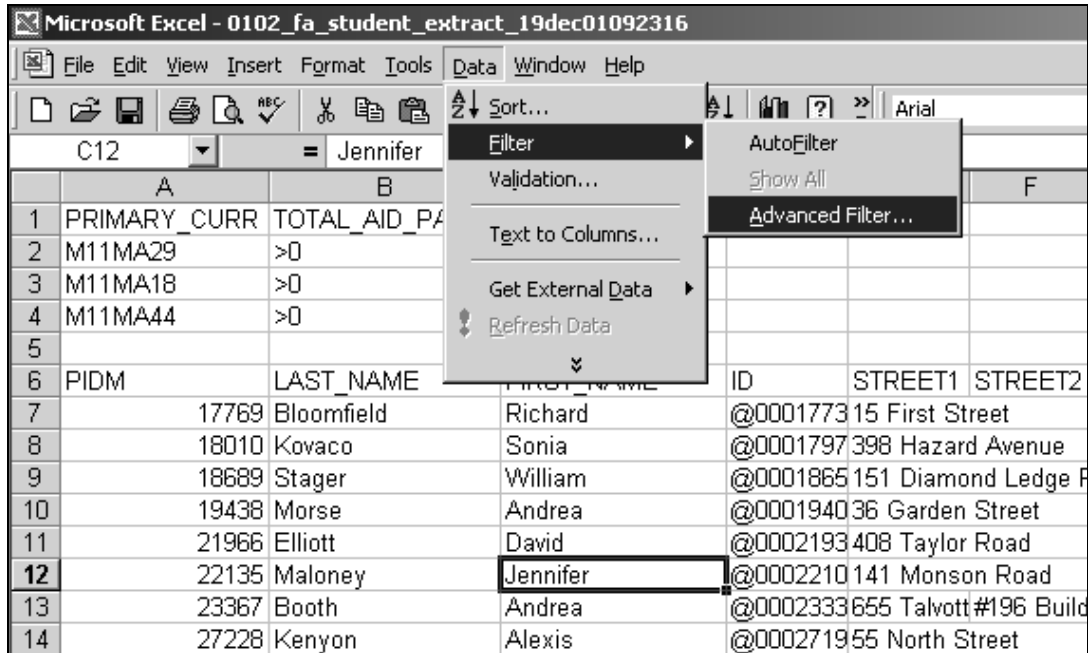 Microsoft Excel - 0102_fa_student_extract_19dec01092316
File Edit View Insert Format Tools Data Window Help
ABC Arial
Sort...
Filter
Validation...
Text to Columns...
Get External Data
Refresh Data
AutoFilter
Show All
Advanced Filter...
C12 = Jennifer
A B F
1 PRIMARY_CURR TOTAL_AID_PA
2 M11MA29 >0
3 M11MA18 >0
4 M11MA44 >0
5
6 PIDM LAST_NAME FIRST_NAME ID STREET1 STREET2
7 17769 Bloomfield Richard @0001773 15 First Street
8 18010 Kovaco Sonia @0001797 398 Hazard Avenue
9 18689 Stager William @0001865 151 Diamond Ledge
10 19438 Morse Andrea @0001940 36 Garden Street
11 21966 Elliott David @0002193 408 Taylor Road
12 22135 Maloney Jennifer @0002210 141 Monson Road
13 23367 Booth Andrea @0002333 655 Talvott #196 Build
14 27228 Kenyon Alexis @0002719 55 North Street